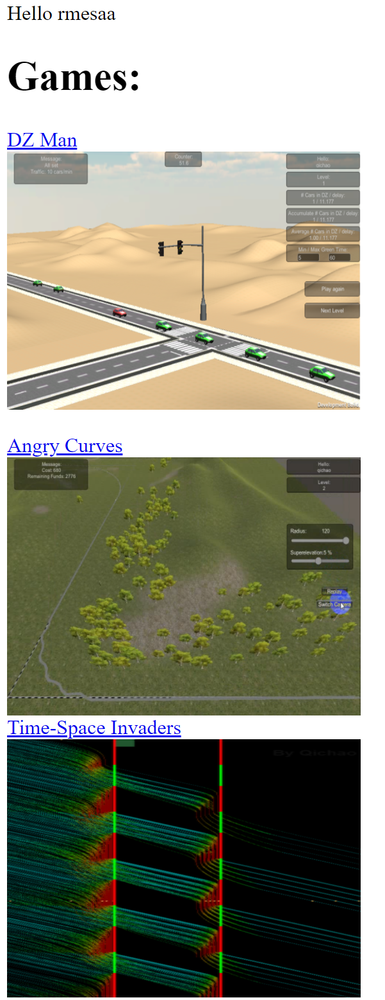 Hello rmesaa
Games:
DZ Man
Message:
All set
Traffic: 10 cars/min
Counter:
51.6
Hello:
qichao
Level:
1
# Cars in DZ / delay:
1 / 11.177
Accumulate # Cars in DZ / delay
1 / 11.177
Average # Cars in DZ / delay:
1.00 / 11.177
Min / Max Green Time:
5 60
Play again
Next Level
Development Build
Angry Curves
Message:
Cost: 680
Remaining Funds: 2776
Hello:
qichao
Level:
2
Radius: 120
Superelevation:5 %
Replay
Switch Camera
Time-Space Invaders
By Qichao